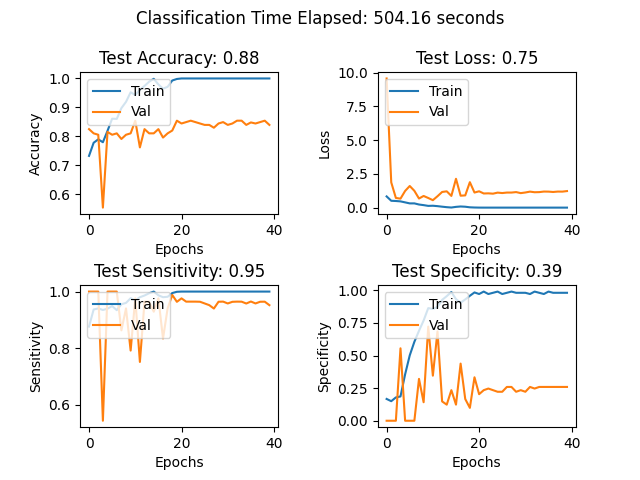 Classification Time Elapsed: 504.16 seconds
Test Accuracy: 0.88
1.0
0.9
0.8
0.7
0.6
Accuracy
Train
Val
0
20
40
Epochs
Test Loss: 0.75
10.0
7.5
5.0
2.5
0.0
Loss
Train
Val
0
20
40
Epochs
Test Sensitivity: 0.95
1.0
0.8
0.6
Sensitivity
Train
Val
0
20
40
Epochs
Test Specificity: 0.39
1.00
0.75
0.50
0.25
0.00
Specificity
Train
Val
0
20
40
Epochs